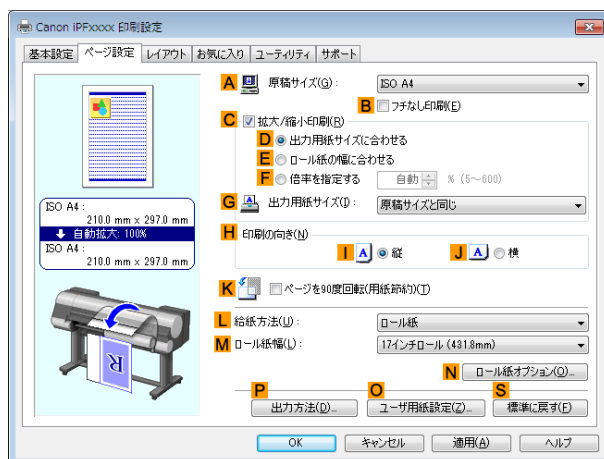 Canon iPFxxxx 印刷設定
基本設定 ページ設定 レイアウト お気に入り ユーティリティ サポート
A 原稿サイズ(G): ISO A4
B フチなし印刷(E)
C 拡大/縮小印刷(R)
D 出力用紙サイズに合わせる
E ロール紙の幅に合わせる
F 倍率を指定する 自動 % (5～600)
G 出力用紙サイズ(I): 原稿サイズと同じ
H 印刷の向き(N)
I A 縦 J A 横
K ページを90度回転(用紙節約)(T)
L 給紙方法(U): ロール紙
M ロール紙幅(L): 17インチロール (431.8mm)
N ロール紙オプション(O)...
P O S
出力方法(D)... ユーザ用紙設定(Z)... 標準に戻す(F)
ISO A4:
210.0 mm x 297.0 mm
自動拡大: 100%
ISO A4:
210.0 mm x 297.0 mm
R
OK キャンセル 適用(A) ヘルプ